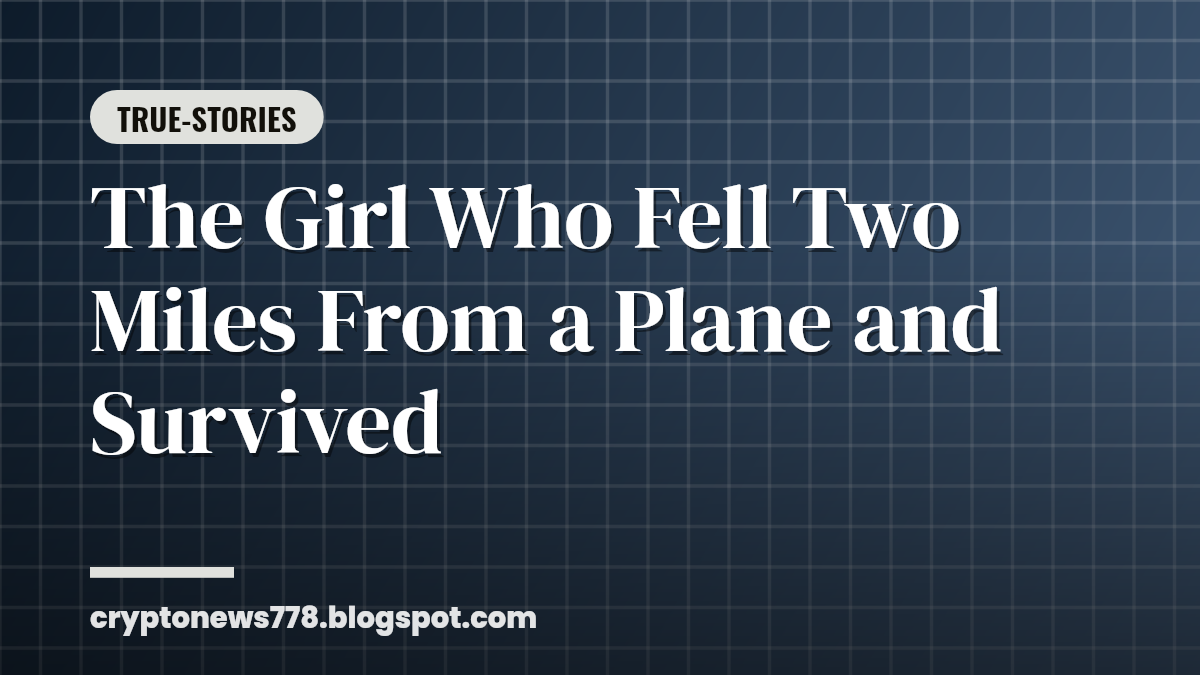 TRUE-STORIES
The Girl Who Fell Two
Miles From a Plane and
Survived
cryptonews778.blogspot.com